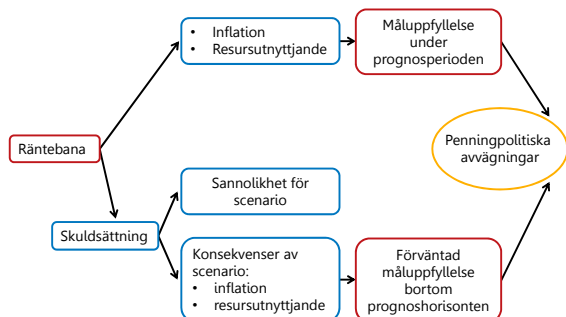 • Inflation
• Resursutnyttjande
Måluppfyllelse
under
prognosperioden
Räntebana
Penningpolitiska
avvägningar
Sannolikhet för
scenario
Skuldsättning
Konsekvenser av
scenario:
• inflation
• resursutnyttjande
Förväntad
måluppfyllelse
bortom
prognoshorisonten